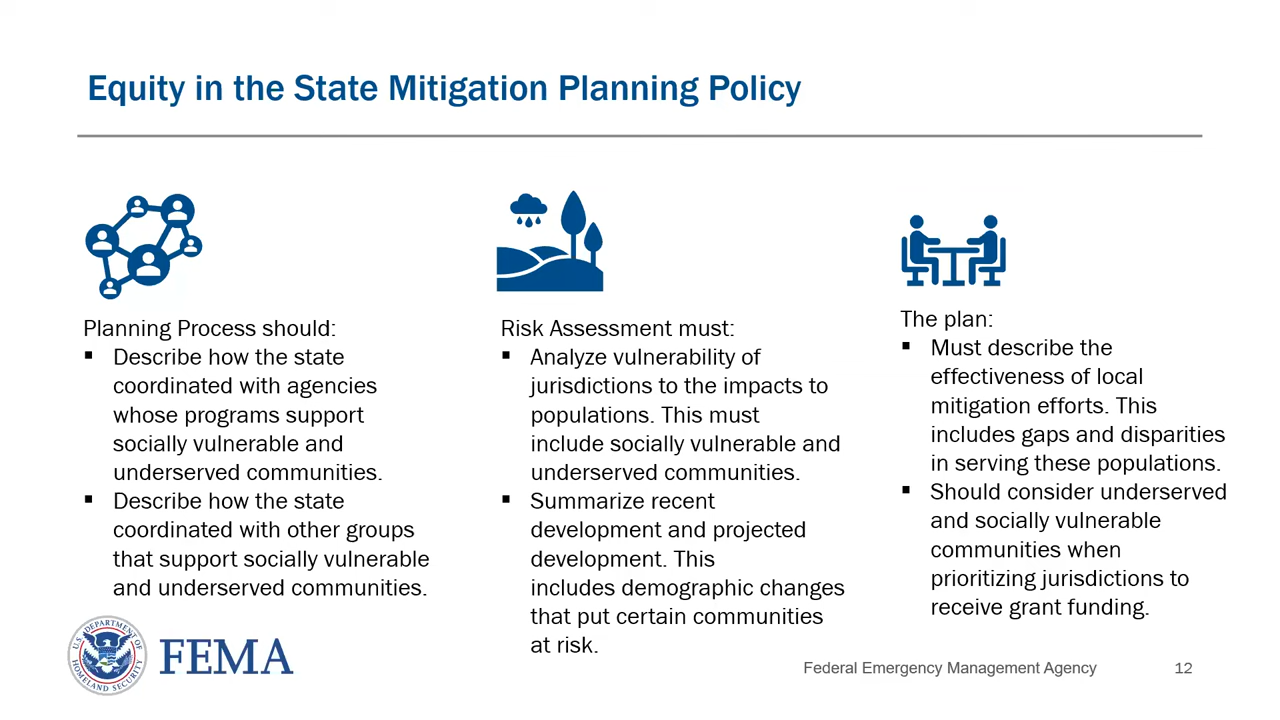 Equity in the State Mitigation Planning Policy
Planning Process should:
▪ Describe how the state
coordinated with agencies
whose programs support
socially vulnerable and
underserved communities.
▪ Describe how the state
coordinated with other groups
that support socially vulnerable
and underserved communities.
Risk Assessment must:
▪ Analyze vulnerability of
jurisdictions to the impacts to
populations. This must
include socially vulnerable and
underserved communities.
▪ Summarize recent
development and projected
development. This
includes demographic changes
that put certain communities
at risk.
The plan:
▪ Must describe the
effectiveness of local
mitigation efforts. This
includes gaps and disparities
in serving these populations.
▪ Should consider underserved
and socially vulnerable
communities when
prioritizing jurisdictions to
receive grant funding.
U.S. DEPARTMENT OF
HOMELAND SECURITY
FEMA
Federal Emergency Management Agency
12